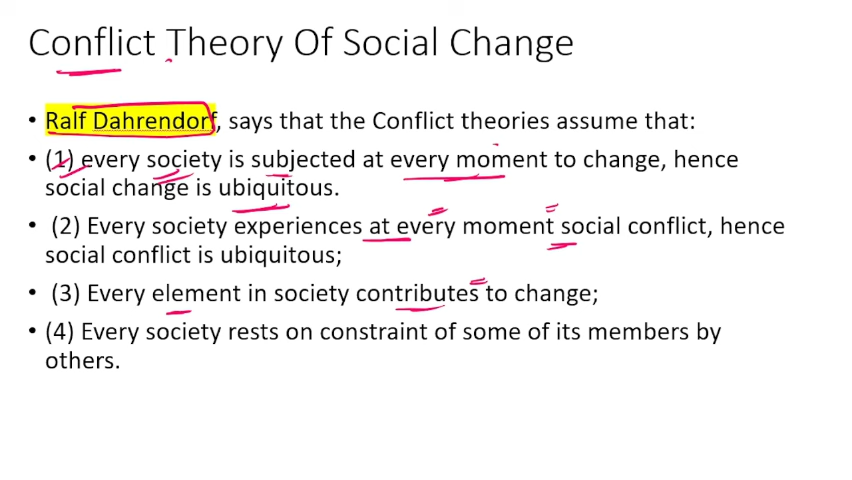 Conflict Theory Of Social Change
• Ralf Dahrendorf, says that the Conflict theories assume that:
• (1) every society is subjected at every moment to change, hence
social change is ubiquitous.
• (2) Every society experiences at every moment social conflict, hence
social conflict is ubiquitous;
• (3) Every element in society contributes to change;
• (4) Every society rests on constraint of some of its members by
others.